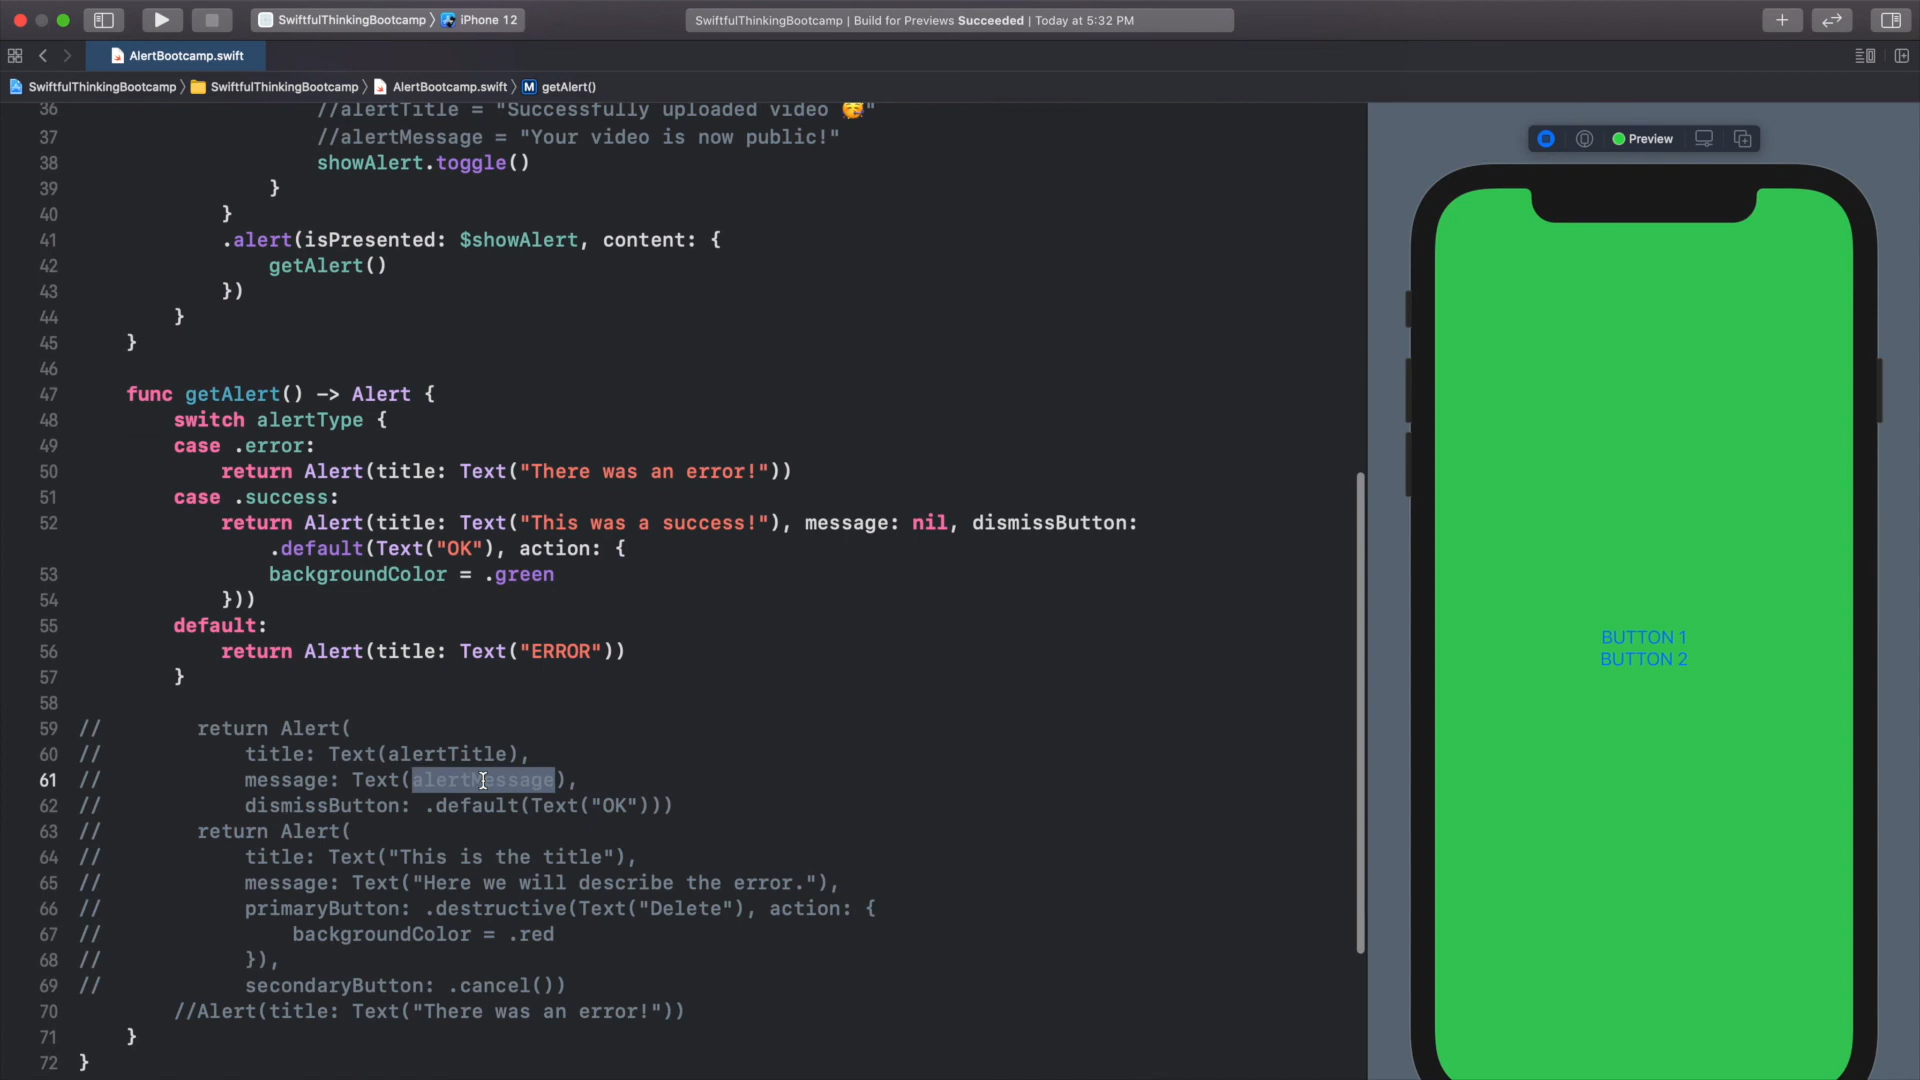 SwiftfulThinkingBootcamp 〉 iPhone 12
SwiftfulThinkingBootcamp | Build for Previews Succeeded | Today at 5:32 PM
AlertBootcamp.swift
SwiftfulThinkingBootcamp 〉 SwiftfulThinkingBootcamp 〉 AlertBootcamp.swift 〉 M getAlert()
36 //alertTitle = "Successfully uploaded video 🥳"
37 //alertMessage = "Your video is now public!"
38 showAlert.toggle()
39 }
40 }
41 .alert(isPresented: $showAlert, content: {
42 getAlert()
43 })
44 }
45 }
46
47 func getAlert() -> Alert {
48 switch alertType {
49 case .error:
50 return Alert(title: Text("There was an error!"))
51 case .success:
52 return Alert(title: Text("This was a success!"), message: nil, dismissButton:
.default(Text("OK"), action: {
53 backgroundColor = .green
54 }))
55 default:
56 return Alert(title: Text("ERROR"))
57 }
58
59 // return Alert(
60 // title: Text(alertTitle),
61 // message: Text(alertMessage),
62 // dismissButton: .default(Text("OK")))
63 // return Alert(
64 // title: Text("This is the title"),
65 // message: Text("Here we will describe the error."),
66 // primaryButton: .destructive(Text("Delete"), action: {
67 // backgroundColor = .red
68 // }),
69 // secondaryButton: .cancel())
70 //Alert(title: Text("There was an error!"))
71 }
72 }
Preview
BUTTON 1
BUTTON 2